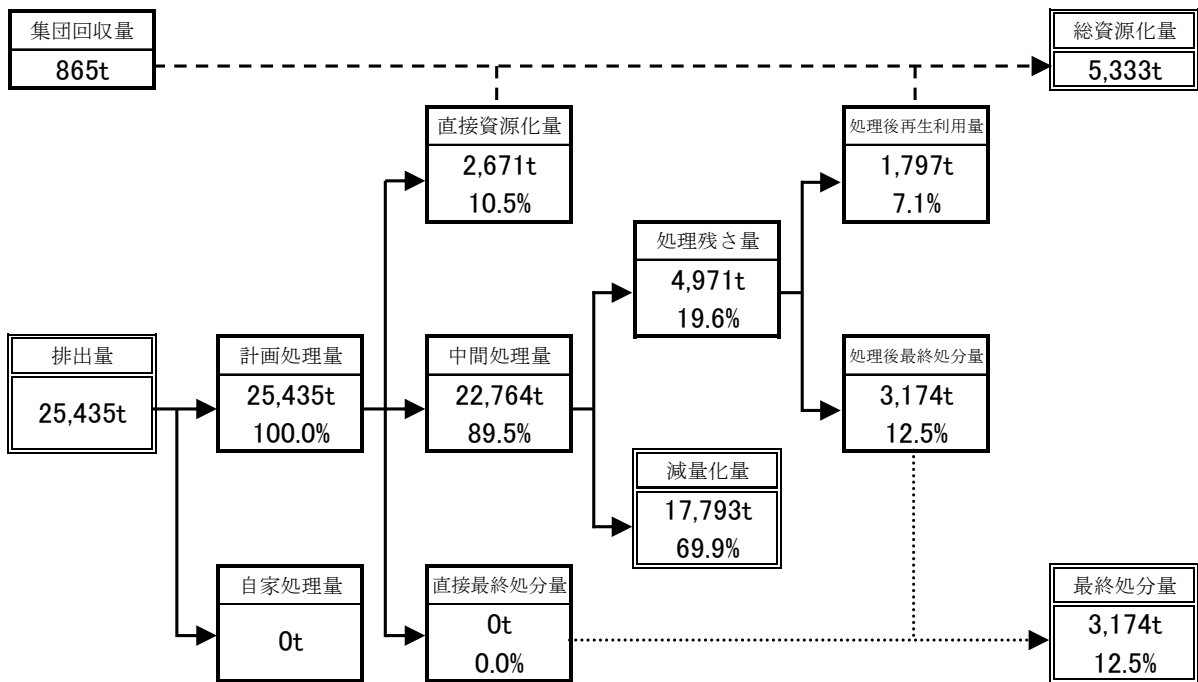 集団回収量
865t
総資源化量
5,333t
直接資源化量
2,671t
10.5%
処理後再生利用量
1,797t
7.1%
処理残さ量
4,971t
19.6%
排出量
25,435t
計画処理量
25,435t
100.0%
中間処理量
22,764t
89.5%
処理後最終処分量
3,174t
12.5%
減量化量
17,793t
69.9%
自家処理量
0t
直接最終処分量
0t
0.0%
最終処分量
3,174t
12.5%